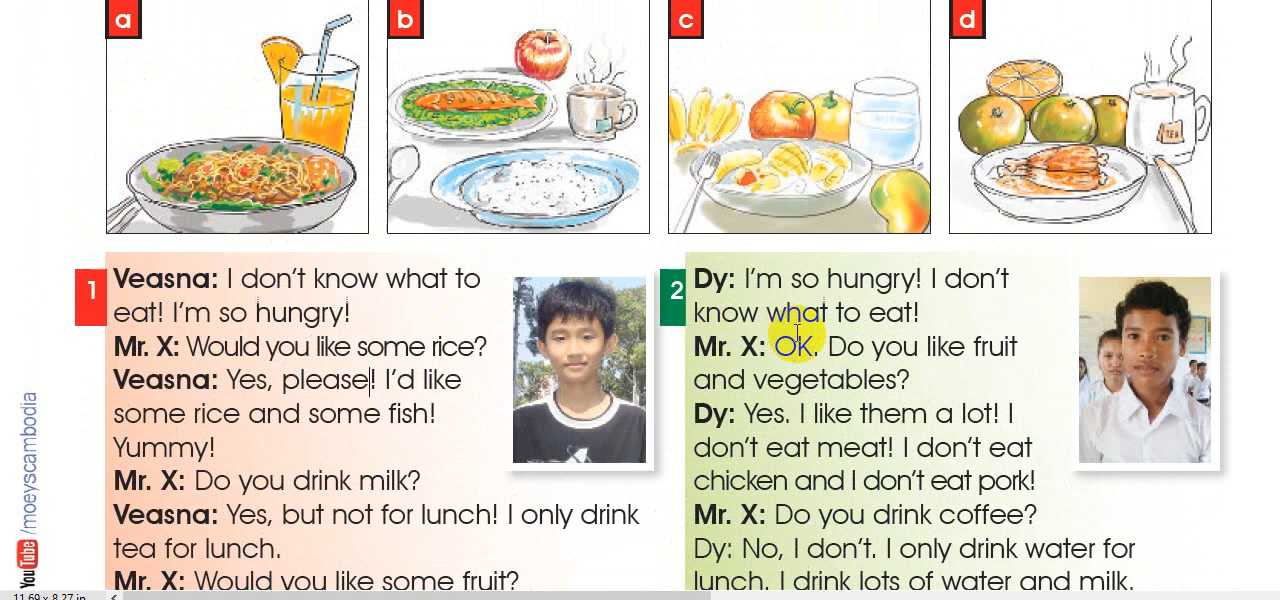 a
b
c
d
TEA
1
Veasna: I don't know what to
eat! I'm so hungry!
Mr. X: Would you like some rice?
Veasna: Yes, please! I'd like
some rice and some fish!
Yummy!
Mr. X: Do you drink milk?
Veasna: Yes, but not for lunch! I only drink
tea for lunch.
Mr. X: Would you like some fruit?
2
Dy: I'm so hungry! I don't
know what to eat!
Mr. X: OK. Do you like fruit
and vegetables?
Dy: Yes. I like them a lot! I
don't eat meat! I don't eat
chicken and I don't eat pork!
Mr. X: Do you drink coffee?
Dy: No, I don't. I only drink water for
lunch. I drink lots of water and milk.
YouTube /moeyscambodia
11.69 x 8.27 in